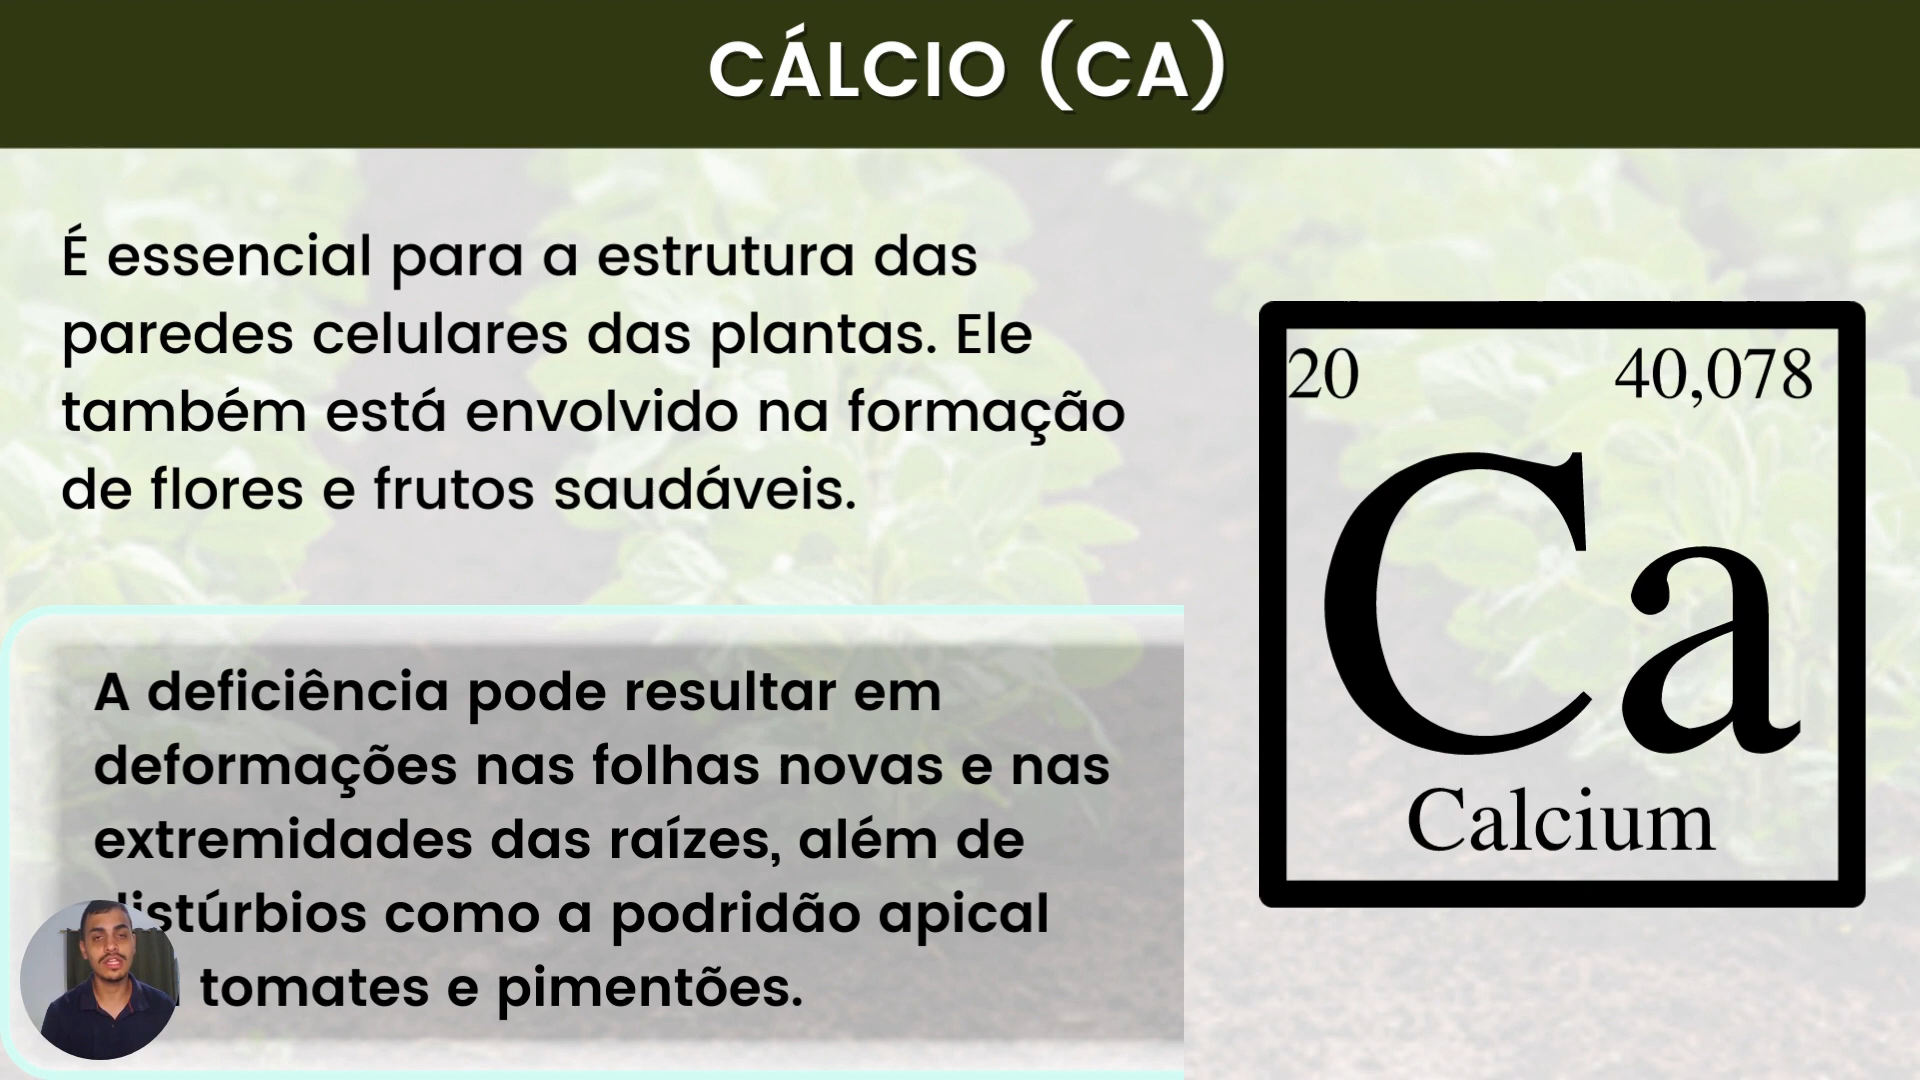 CÁLCIO (CA)
É essencial para a estrutura das
paredes celulares das plantas. Ele
também está envolvido na formação
de flores e frutos saudáveis.
A deficiência pode resultar em
deformações nas folhas novas e nas
extremidades das raízes, além de
distúrbios como a podridão apical
tomates e pimentões.
20 40,078
Ca
Calcium